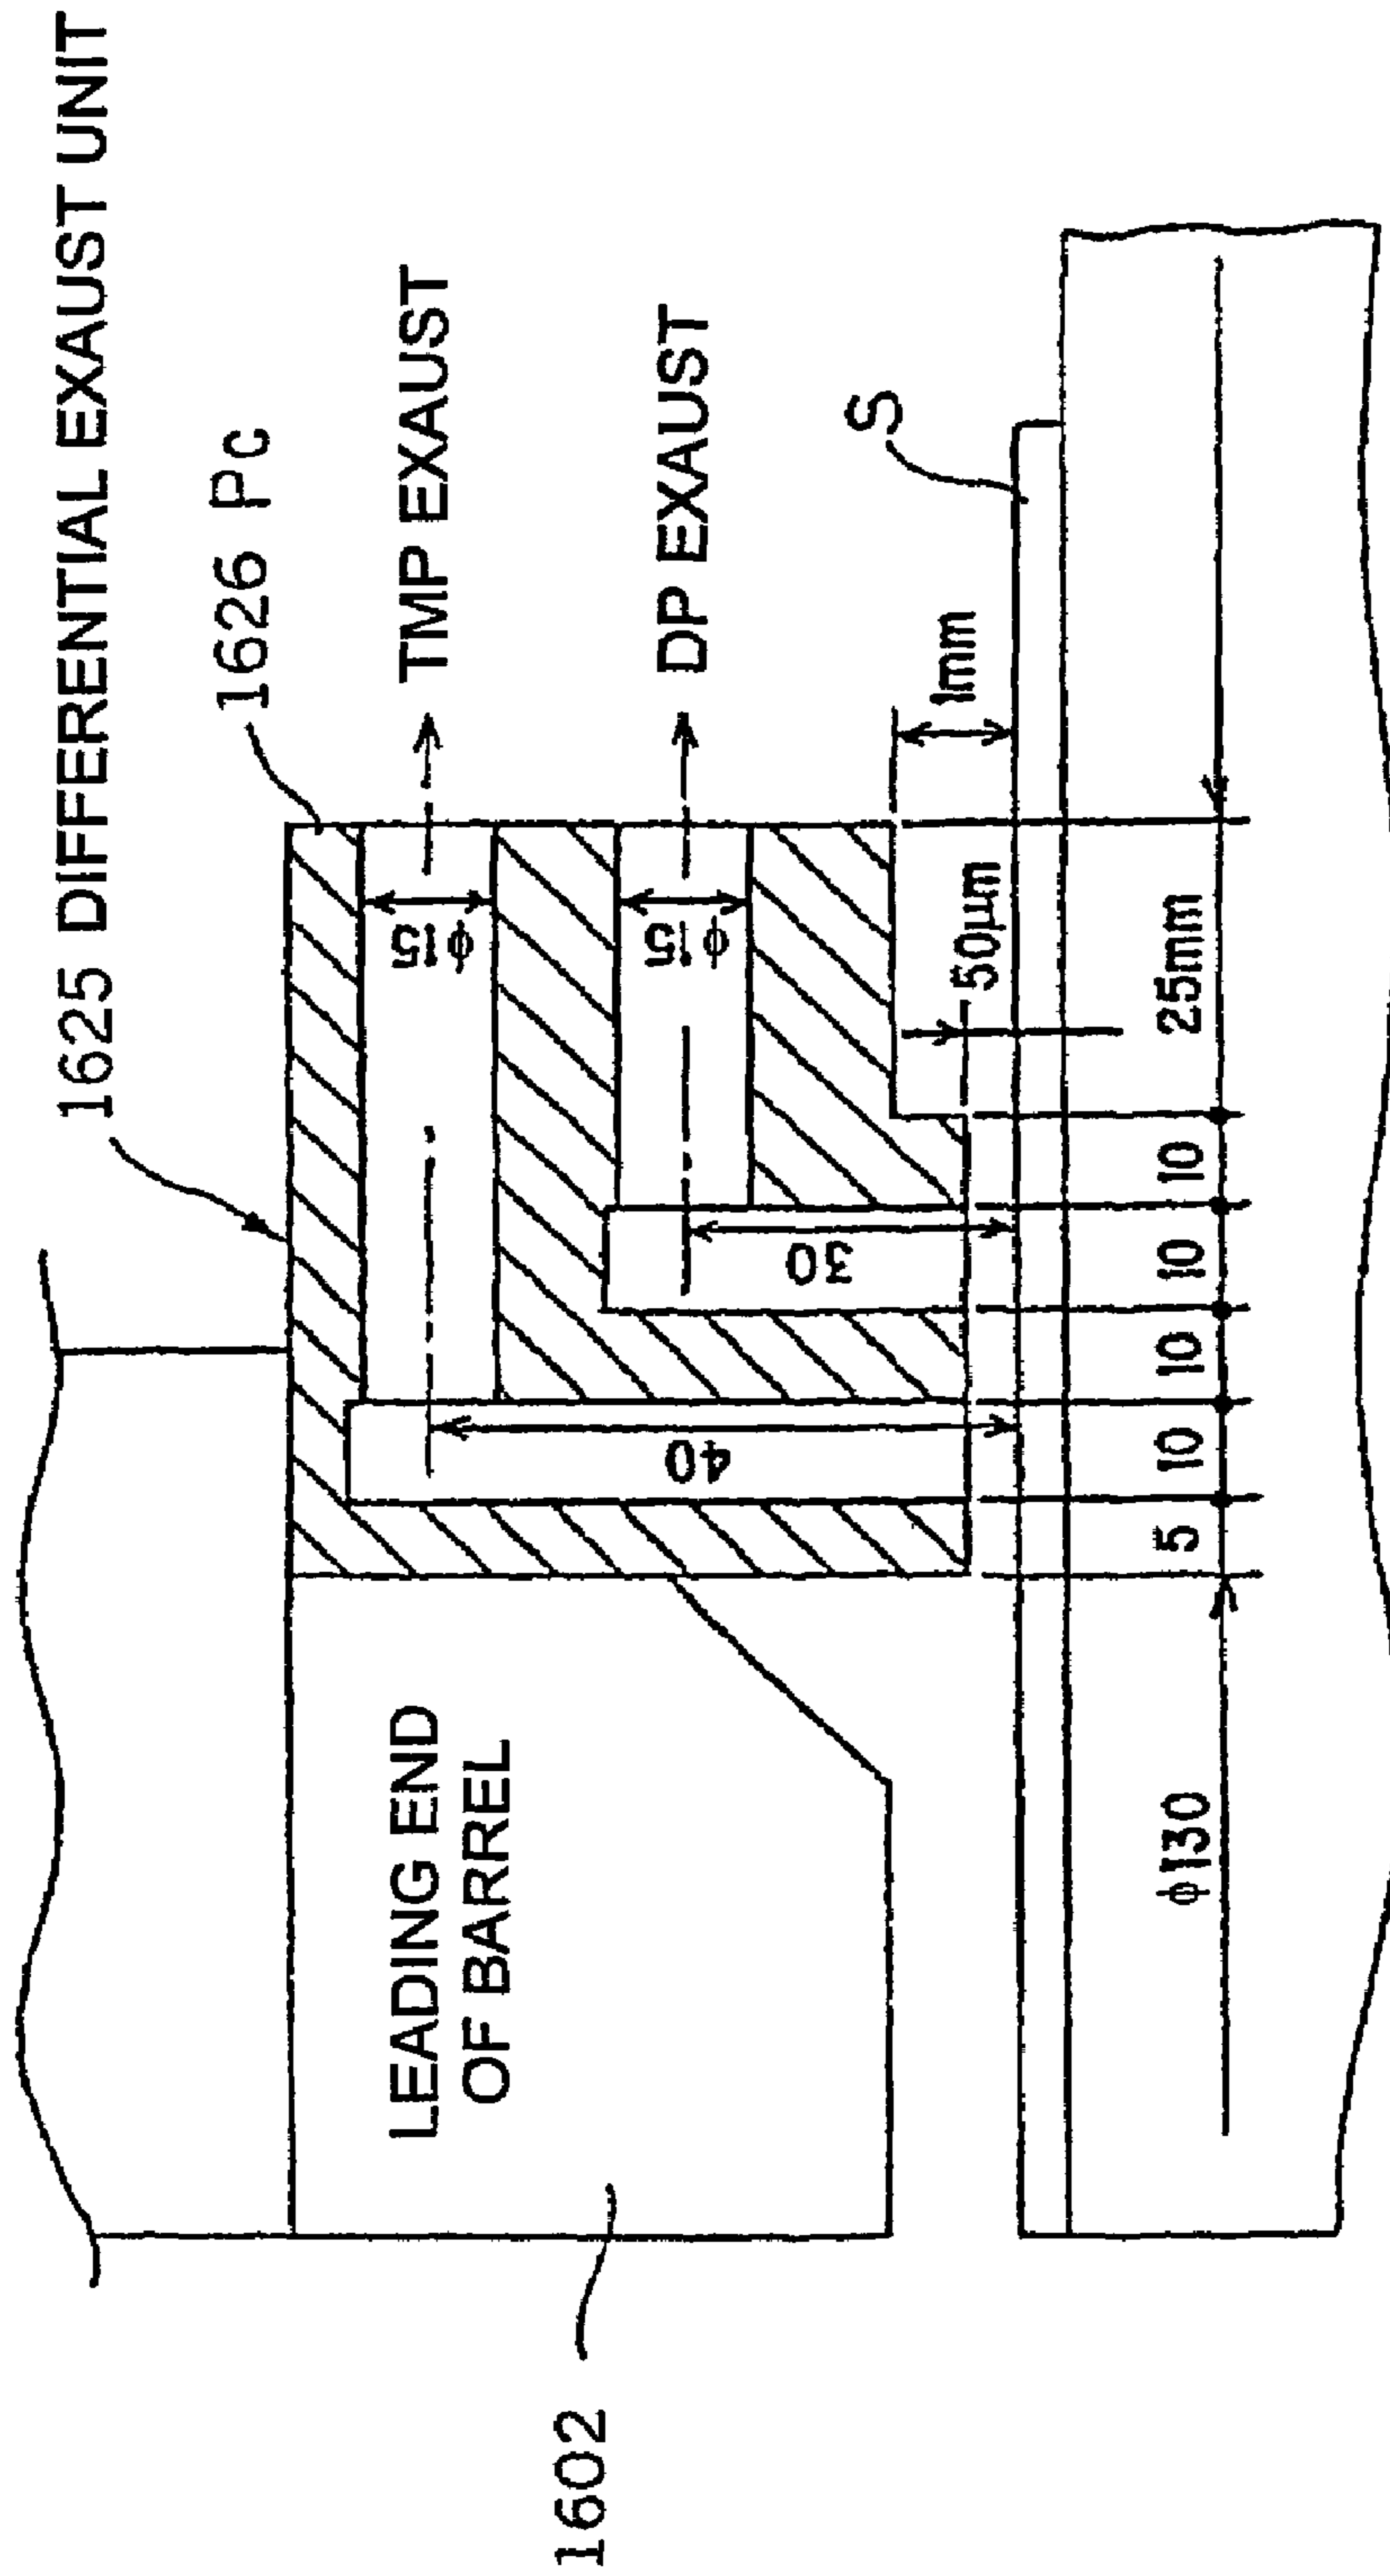 1625 DIFFERENTIAL EXAUST UNIT
1626 Pc
TMP EXAUST
DP EXAUST
S
φ15
φ15
1mm
50μm
30
40
LEADING END
OF BARREL
1602
φ130
5
10
10
10
10
25mm